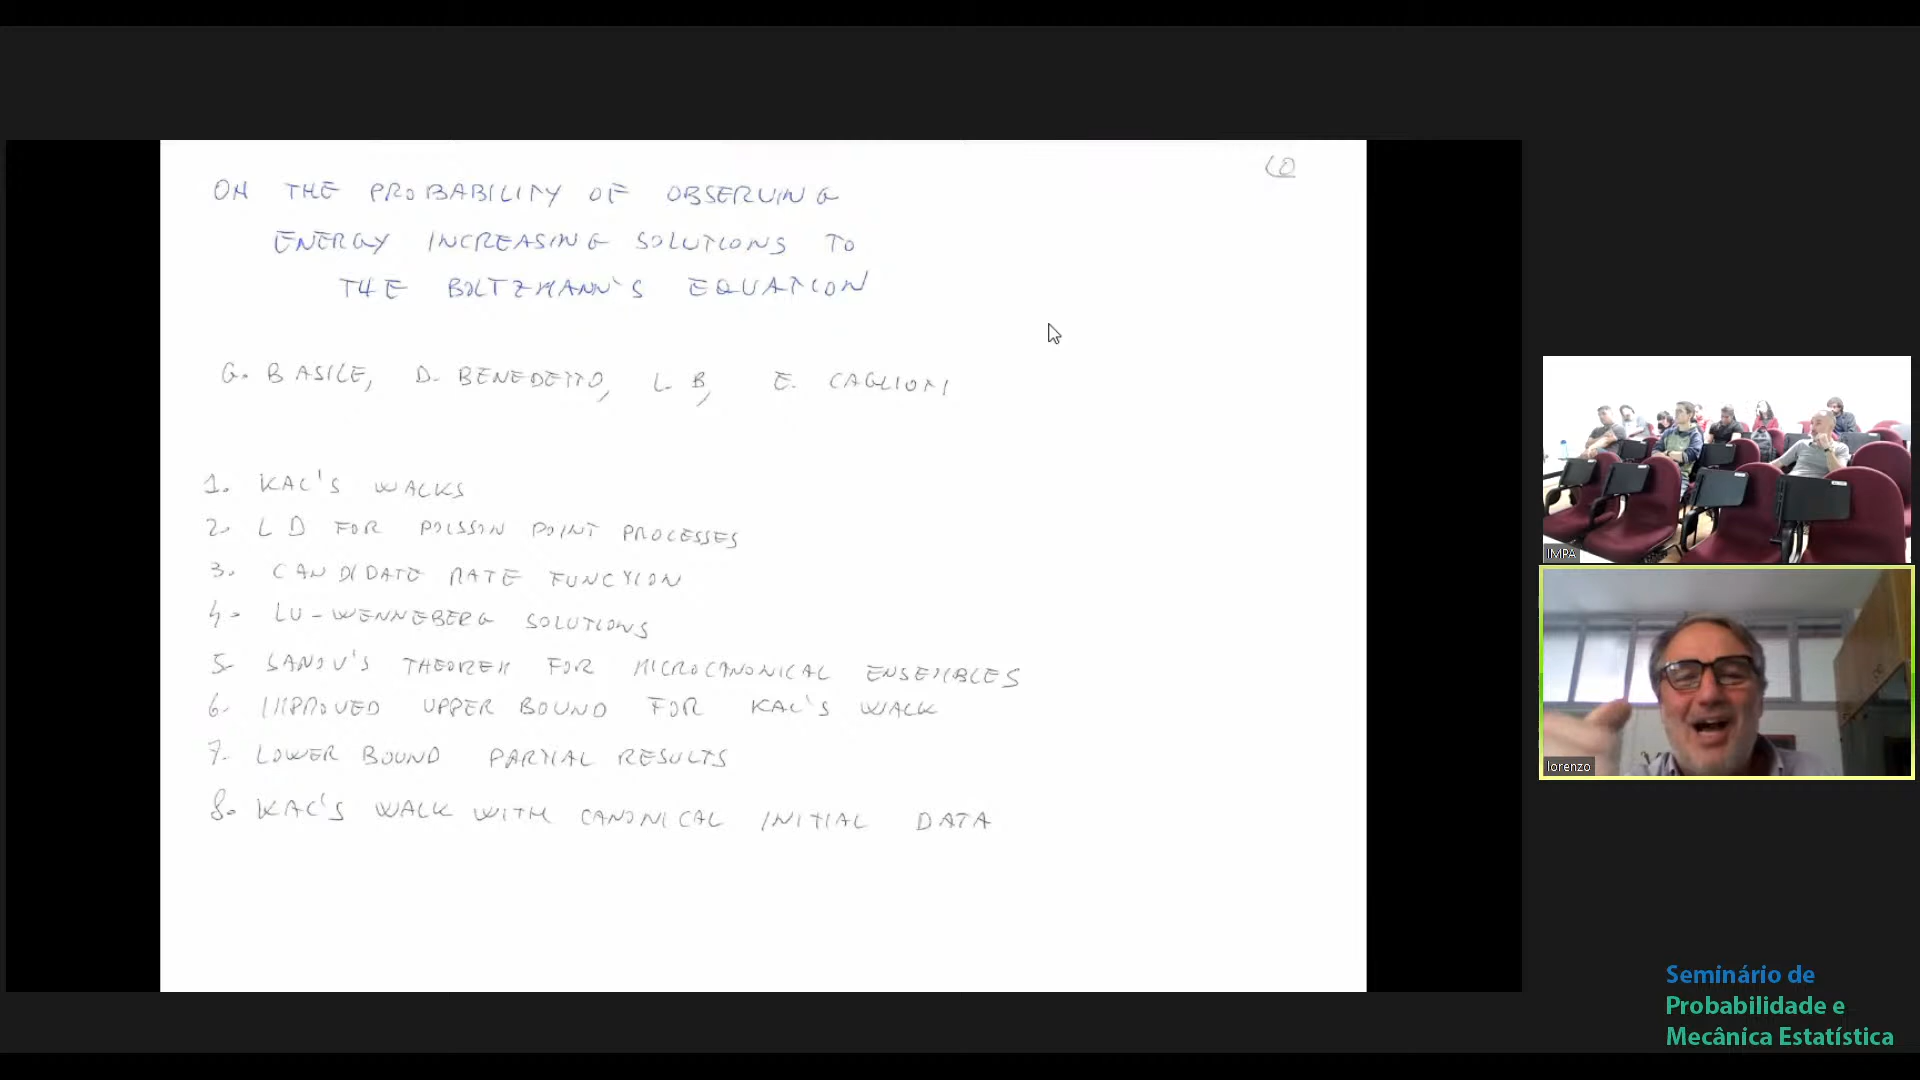 ON THE PROBABILITY OF OBSERVING
ENERGY INCREASING SOLUTIONS TO
THE BOLTZMANN'S EQUATION
G. BASILE, D. BENEDETTO, L. B, E. CAGLIOTI
1. KAC'S WALKS
2. LD FOR POISSON POINT PROCESSES
3. CANDIDATE RATE FUNCTION
4. LU-WENNEBERG SOLUTIONS
5. SANOV'S THEOREM FOR MICROCANONICAL ENSEMBLES
6. IMPROVED UPPER BOUND FOR KAC'S WALK
7. LOWER BOUND PARTIAL RESULTS
8. KAC'S WALK WITH CANONICAL INITIAL DATA
IMPA
lorenzo
Seminário de
Probabilidade e
Mecânica Estatística